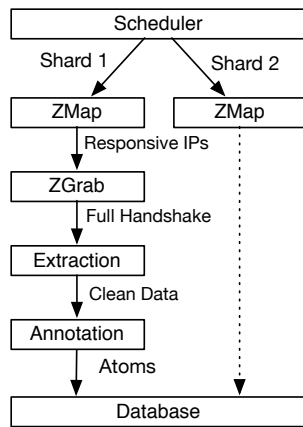 Scheduler
Shard 1
Shard 2
ZMap
ZMap
Responsive IPs
ZGrab
Full Handshake
Extraction
Clean Data
Annotation
Atoms
Database